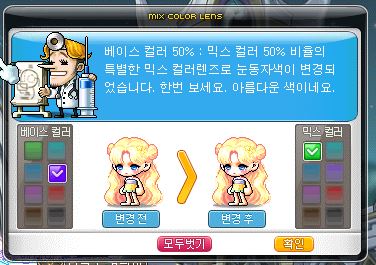 MIX COLOR LENS
베이스 컬러 50% : 믹스 컬러 50% 비율의
특별한 믹스 컬러렌즈로 눈동자색이 변경되
었습니다. 한번 보세요. 아름다운 색이네요.
베이스 컬러
믹스 컬러
변경 전
변경 후
모두벗기
확인